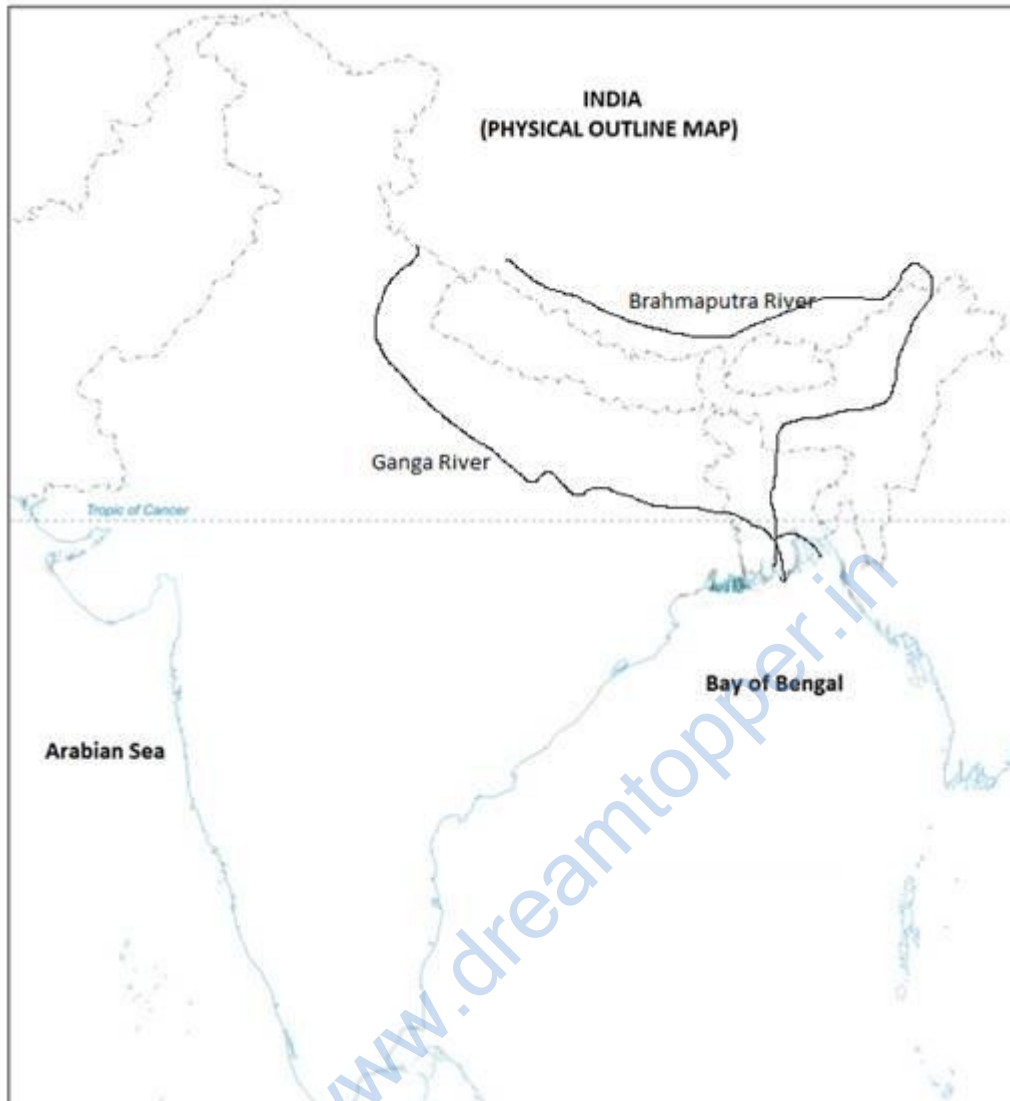 INDIA
(PHYSICAL OUTLINE MAP)
Brahmaputra River
Ganga River
Tropic of Cancer
Bay of Bengal
Arabian Sea
www.dreamtopper.in